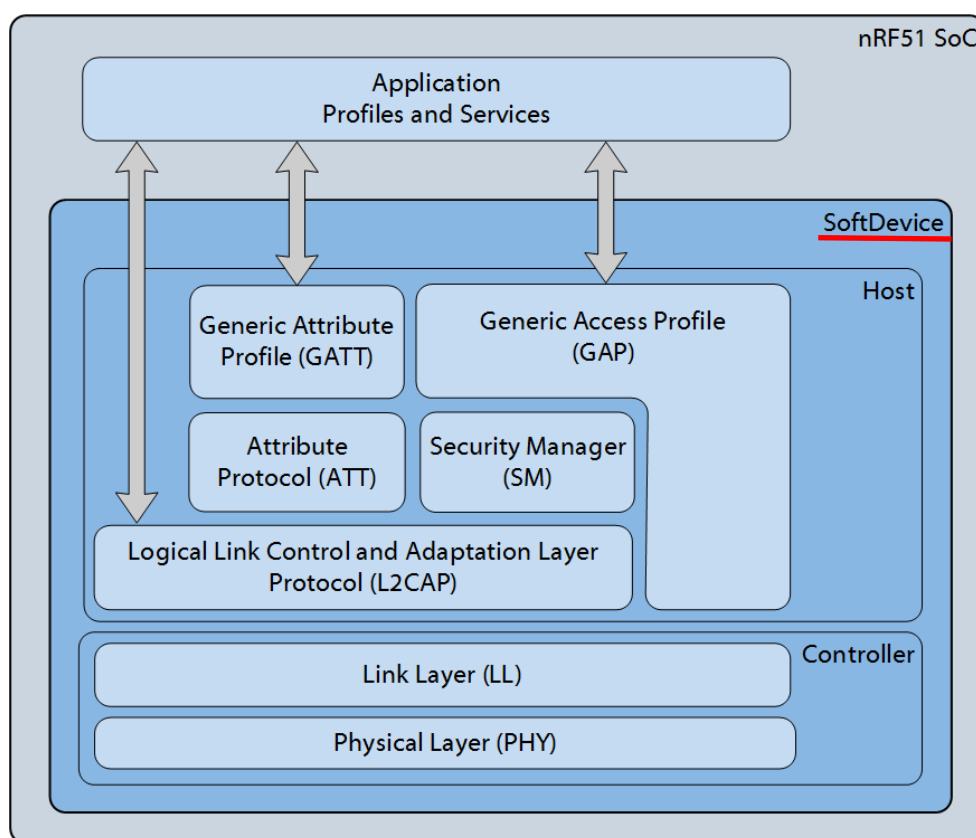 nRF51 SoC
Application
Profiles and Services
SoftDevice
Host
Generic Attribute
Profile (GATT)
Generic Access Profile
(GAP)
Attribute
Protocol (ATT)
Security Manager
(SM)
Logical Link Control and Adaptation Layer
Protocol (L2CAP)
Controller
Link Layer (LL)
Physical Layer (PHY)